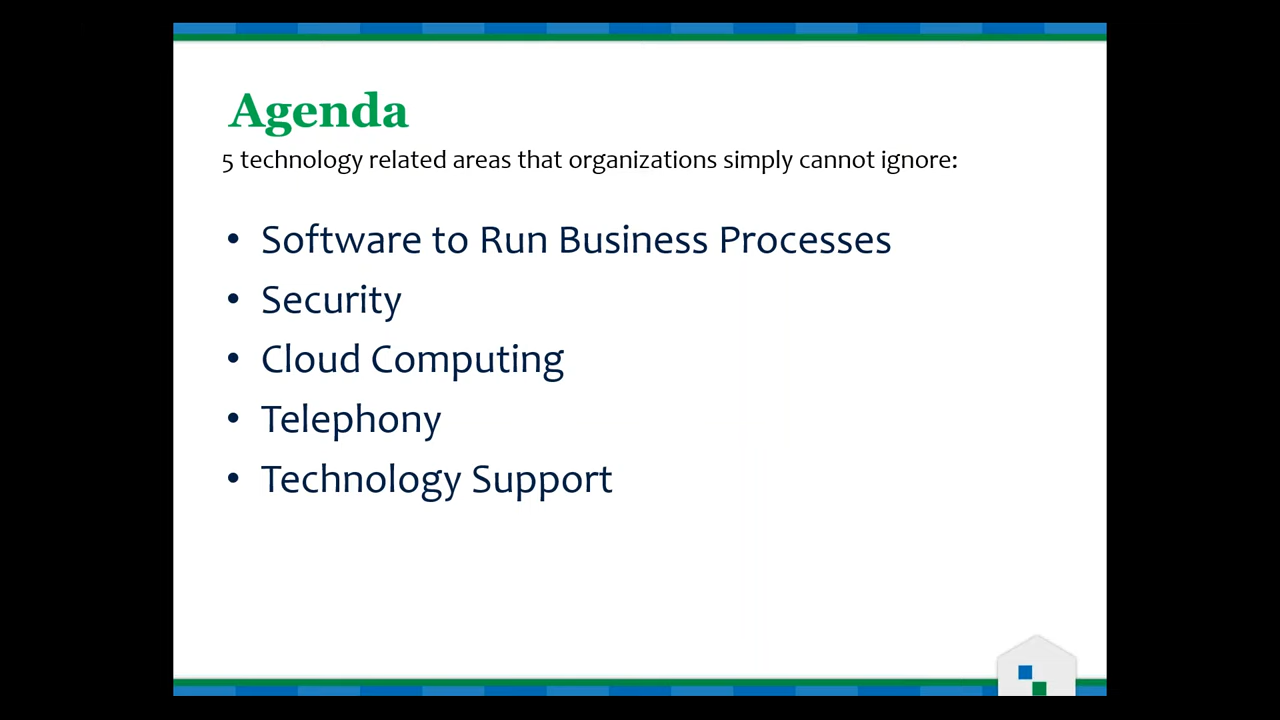 Agenda
5 technology related areas that organizations simply cannot ignore:
• Software to Run Business Processes
• Security
• Cloud Computing
• Telephony
• Technology Support